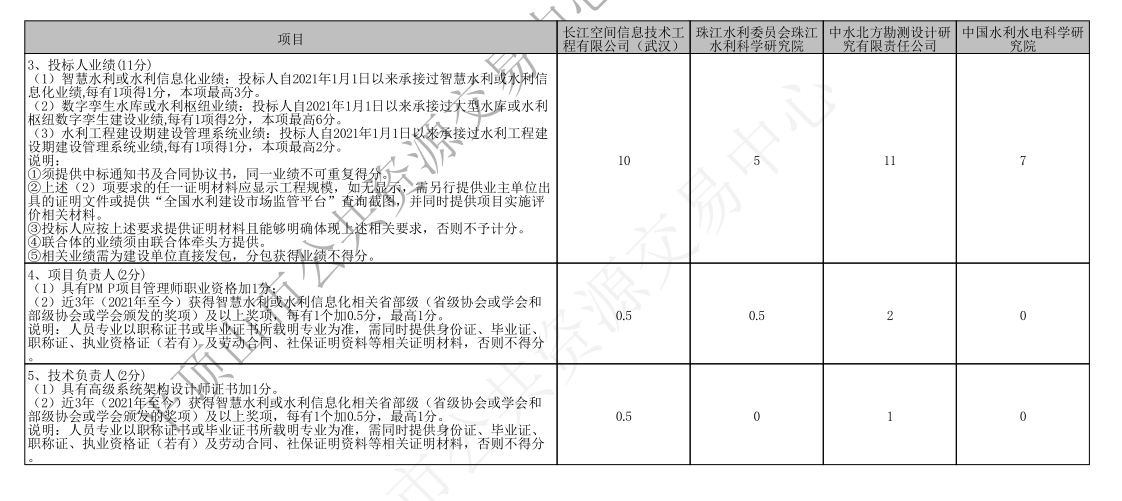 项目
长江空间信息技术工
程有限公司（武汉）
珠江水利委员会珠江
水利科学研究院
中水北方勘测设计研
究有限责任公司
中国水利水电科学研
究院
3、投标人业绩(11分)
（1）智慧水利或水利信息化业绩：投标人自2021年1月1日以来承接过智慧水利或水利信
息化业绩,每有1项得1分，本项最高3分。
（2）数字孪生水库或水利枢纽业绩：投标人自2021年1月1日以来承接过大型水库或水利
枢纽数字孪生建设业绩,每有1项得2分，本项最高6分。
（3）水利工程建设期建设管理系统业绩：投标人自2021年1月1日以来承接过水利工程建
设期建设管理系统业绩,每有1项得1分，本项最高2分。
说明：
①须提供中标通知书及合同协议书，同一业绩不可重复得分。
②上述（2）项要求的任一证明材料应显示工程规模，如无显示，需另行提供业主单位出
具的证明文件或提供“全国水利建设市场监管平台”查询截图，并同时提供项目实施评
价相关材料。
③投标人应按上述要求提供证明材料且能够明确体现上述相关要求，否则不予计分。
④联合体的业绩须由联合体牵头方提供。
⑤相关业绩需为建设单位直接发包，分包获得业绩不得分。
10
5
11
7
4、项目负责人(2分)
（1）具有PM P项目管理师职业资格加1分；
（2）近3年（2021年至今）获得智慧水利或水利信息化相关省部级（省级协会或学会和
部级协会或学会颁发的奖项）及以上奖项，每有1个加0.5分，最高1分。
说明：人员专业以职称证书或毕业证书所载明专业为准，需同时提供身份证、毕业证、
职称证、执业资格证（若有）及劳动合同、社保证明资料等相关证明材料，否则不得分
。
0.5
0.5
2
0
5、技术负责人(2分)
（1）具有高级系统架构设计师证书加1分。
（2）近3年（2021年至今）获得智慧水利或水利信息化相关省部级（省级协会或学会和
部级协会或学会颁发的奖项）及以上奖项，每有1个加0.5分，最高1分。
说明：人员专业以职称证书或毕业证书所载明专业为准，需同时提供身份证、毕业证、
职称证、执业资格证（若有）及劳动合同、社保证明资料等相关证明材料，否则不得分
。
0.5
0
1
0
平顶山市公共资源交易中心
市公共资源交易中心